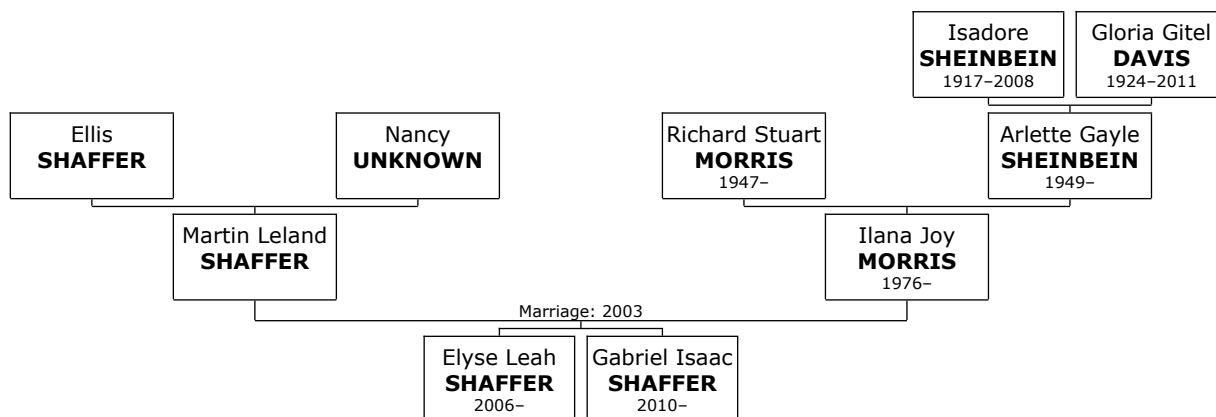 Isadore
SHEINBEIN
1917–2008
Gloria Gitel
DAVIS
1924–2011
Ellis
SHAFFER
Nancy
UNKNOWN
Richard Stuart
MORRIS
1947–
Arlette Gayle
SHEINBEIN
1949–
Martin Leland
SHAFFER
Ilana Joy
MORRIS
1976–
Marriage: 2003
Elyse Leah
SHAFFER
2006–
Gabriel Isaac
SHAFFER
2010–